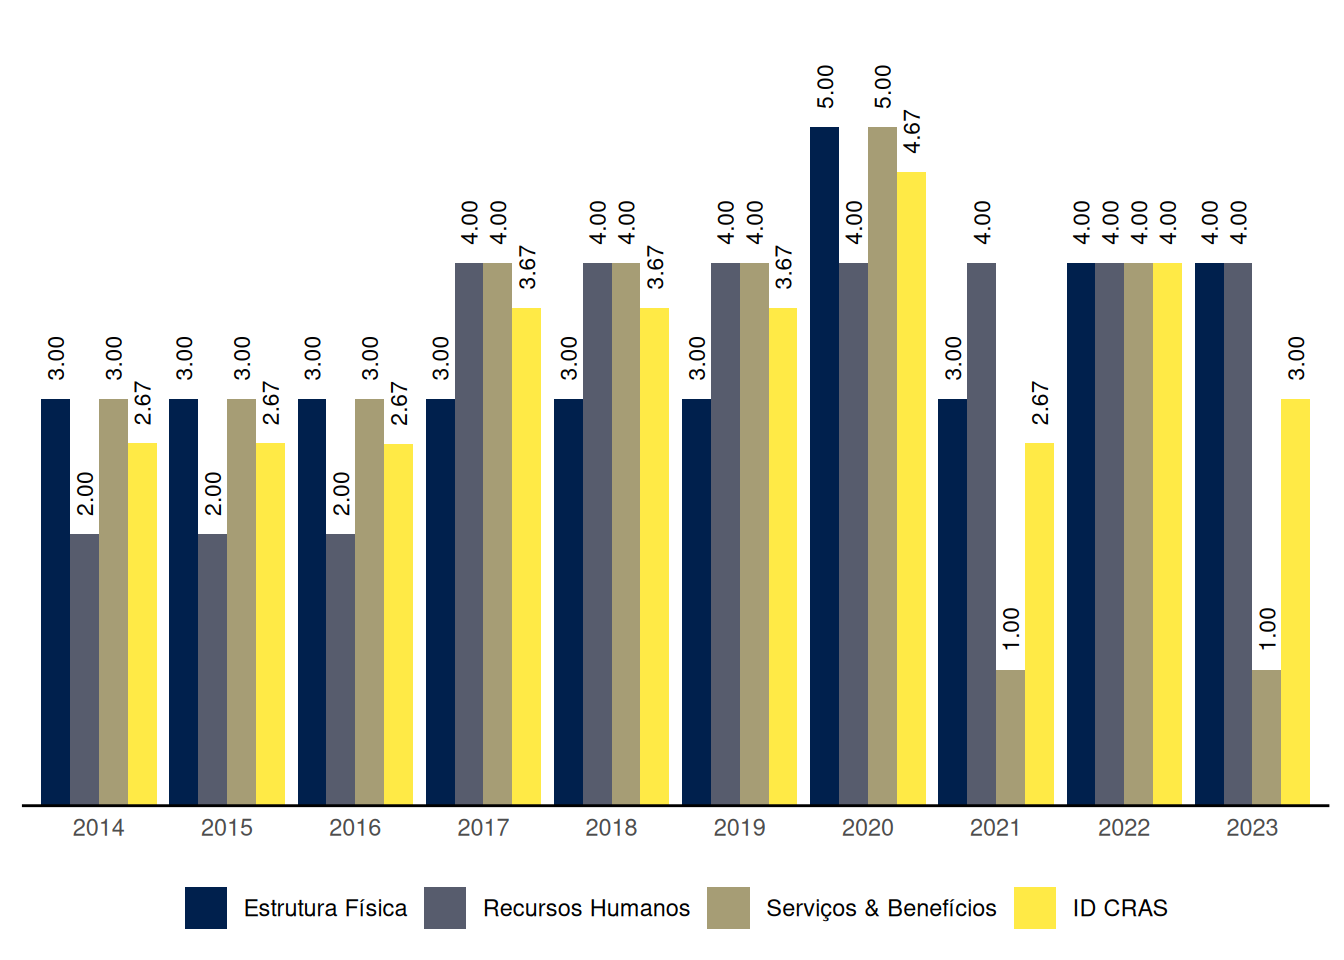 5.00 5.00
4.67
4.00 4.00 4.00 4.00 4.00 4.00 4.00 4.00 4.00 4.00 4.00 4.00 4.00 4.00
3.67 3.67 3.67
3.00 3.00 3.00 3.00 3.00 3.00 3.00 3.00 3.00 3.00 3.00
2.67 2.67 2.67 2.67
2.00 2.00 2.00
1.00 1.00
2014 2015 2016 2017 2018 2019 2020 2021 2022 2023
Estrutura Física Recursos Humanos Serviços & Benefícios ID CRAS